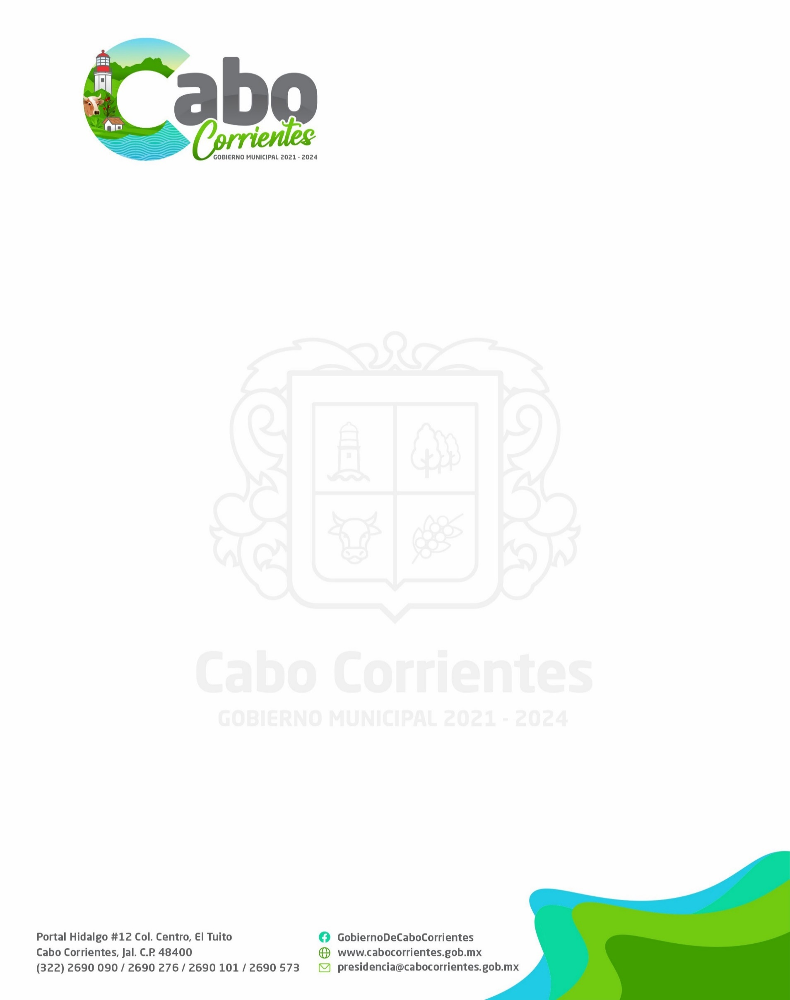 Cabo
Corrientes
GOBIERNO MUNICIPAL 2021 - 2024
Cabo Corrientes
GOBIERNO MUNICIPAL 2021 - 2024
Portal Hidalgo #12 Col. Centro, El Tuito
Cabo Corrientes, Jal. C.P. 48400
(322) 2690 090 / 2690 276 / 2690 101 / 2690 573
GobiernoDeCaboCorrientes
www.cabocorrientes.gob.mx
presidencia@cabocorrientes.gob.mx